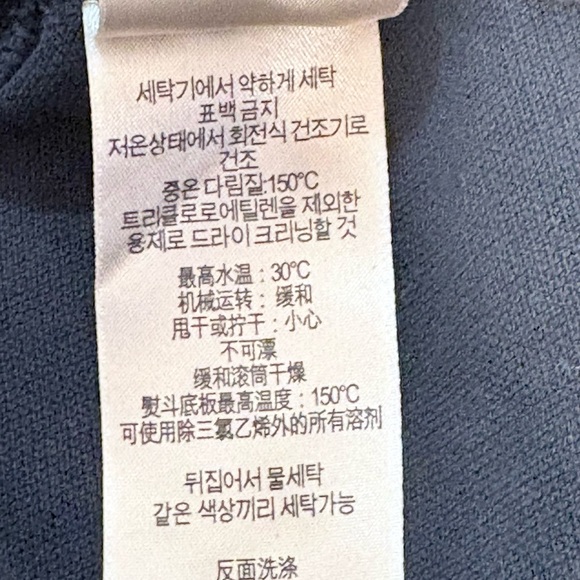 세탁기에서 약하게 세탁
표백 금지
저온상태에서 회전식 건조기로
건조
중온 다림질:150°C
트리클로로에틸렌을 제외한
용제로 드라이 크리닝할 것
最高水温 : 30°C
机械运转 : 缓和
甩干或拧干 : 小心
不可漂
缓和滚筒干燥
熨斗底板最高温度 : 150°C
可使用除三氯乙烯外的所有溶剂
뒤집어서 물세탁
같은 색상끼리 세탁가능
反面洗涤